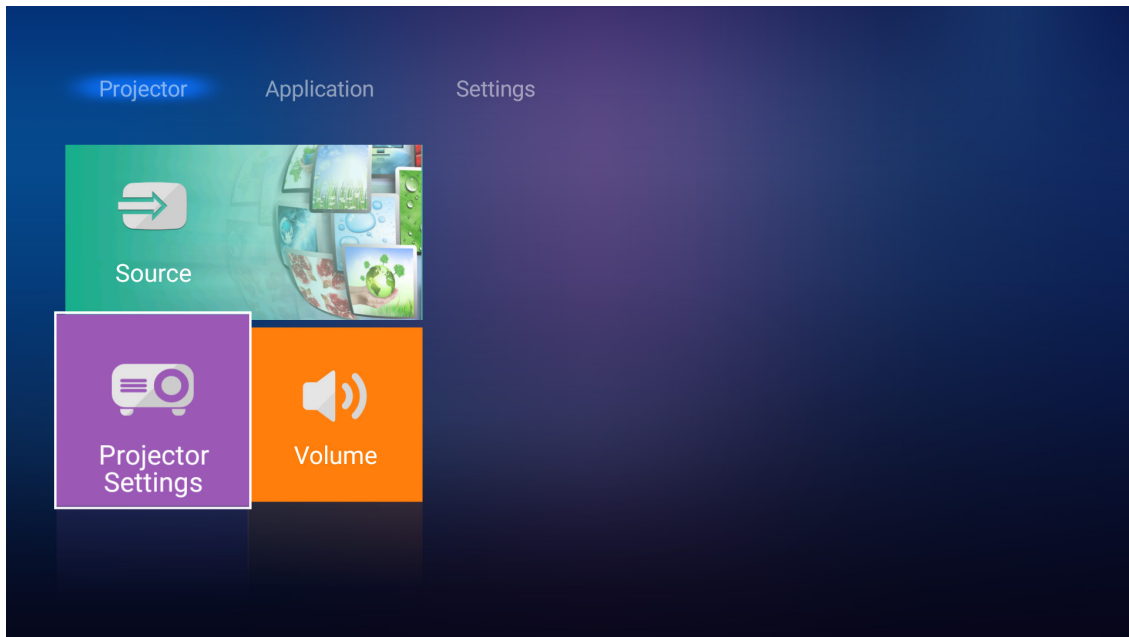 Projector Application Settings
Source
Projector
Settings
Volume